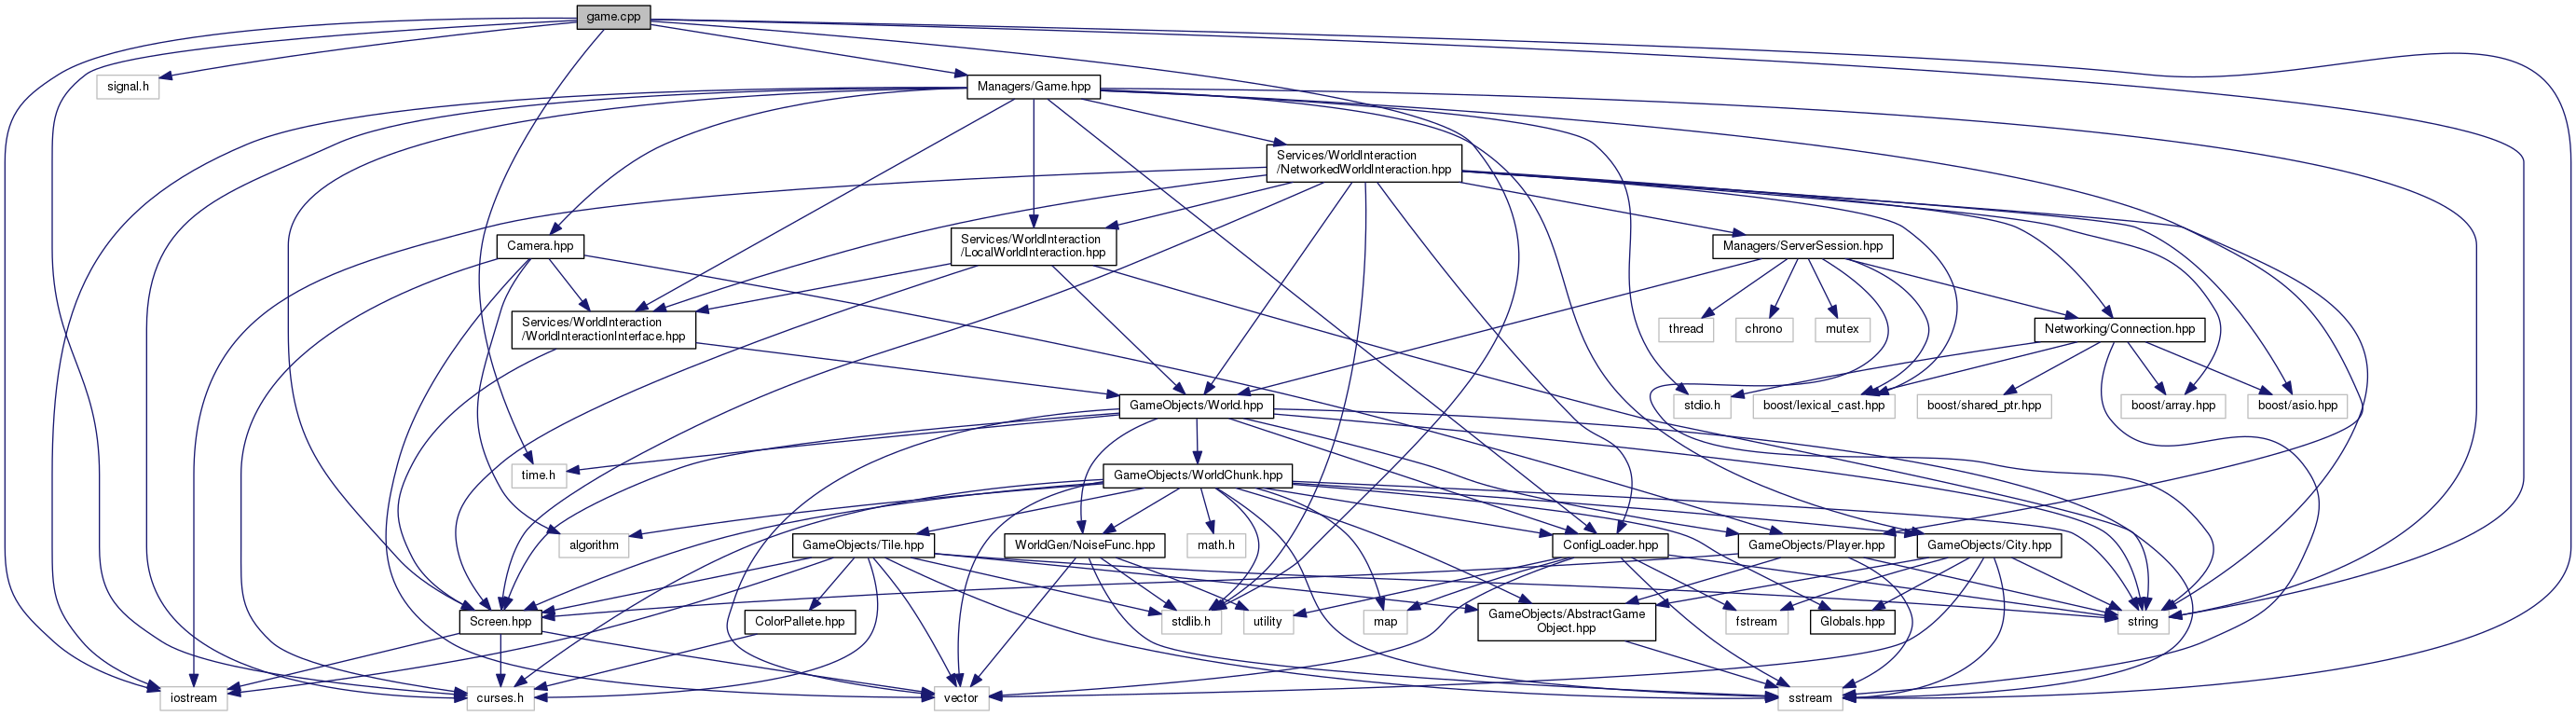 game.cpp
signal.h
Managers/Game.hpp
Services/WorldInteraction
/NetworkedWorldInteraction.hpp
Camera.hpp
Services/WorldInteraction
/LocalWorldInteraction.hpp
Managers/ServerSession.hpp
Services/WorldInteraction
/WorldInteractionInterface.hpp
thread
chrono
mutex
Networking/Connection.hpp
GameObjects/World.hpp
stdio.h
boost/lexical_cast.hpp
boost/shared_ptr.hpp
boost/array.hpp
boost/asio.hpp
time.h
GameObjects/WorldChunk.hpp
algorithm
GameObjects/Tile.hpp
WorldGen/NoiseFunc.hpp
math.h
ConfigLoader.hpp
GameObjects/Player.hpp
GameObjects/City.hpp
Screen.hpp
ColorPallete.hpp
stdlib.h
utility
map
GameObjects/AbstractGame
Object.hpp
fstream
Globals.hpp
string
iostream
curses.h
vector
sstream